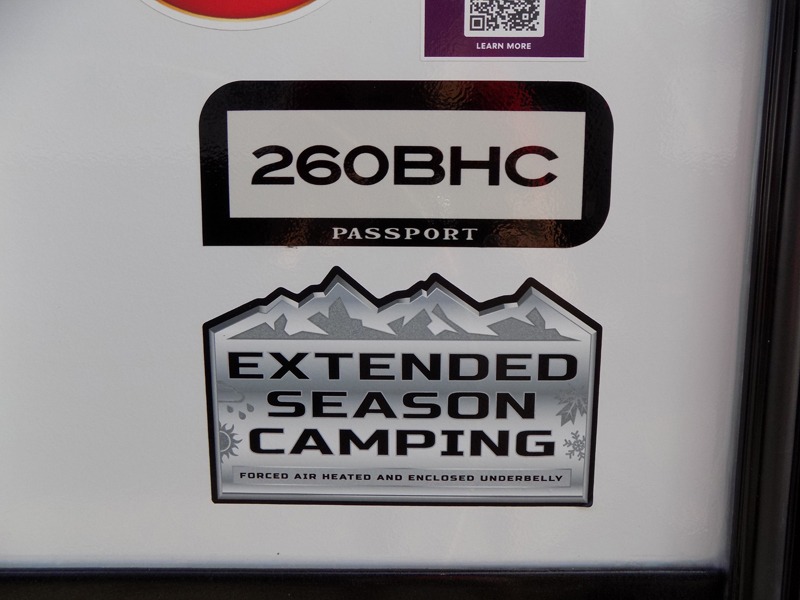 LEARN MORE
260BHC
PASSPORT
EXTENDED
SEASON
CAMPING
FORCED AIR HEATED AND ENCLOSED UNDERBELLY